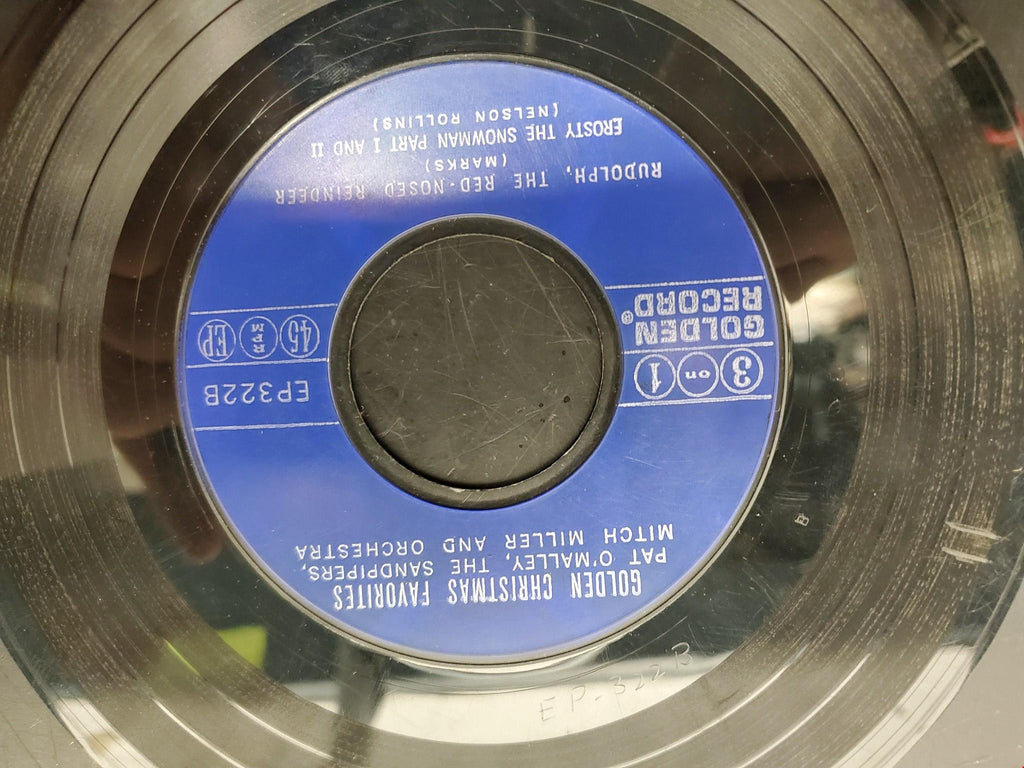 GOLDEN CHRISTMAS FAVORITES
PAT O'MALLEY, THE SANDPIPERS,
MITCH MILLER AND ORCHESTRA
3 on 1
GOLDEN
RECORD®
EP322B
45 RPM EP
RUDOLPH, THE RED-NOSED REINDEER
(MARKS)
FROSTY THE SNOWMAN PART I AND II
(NELSON ROLLINS)
EP-322B
B